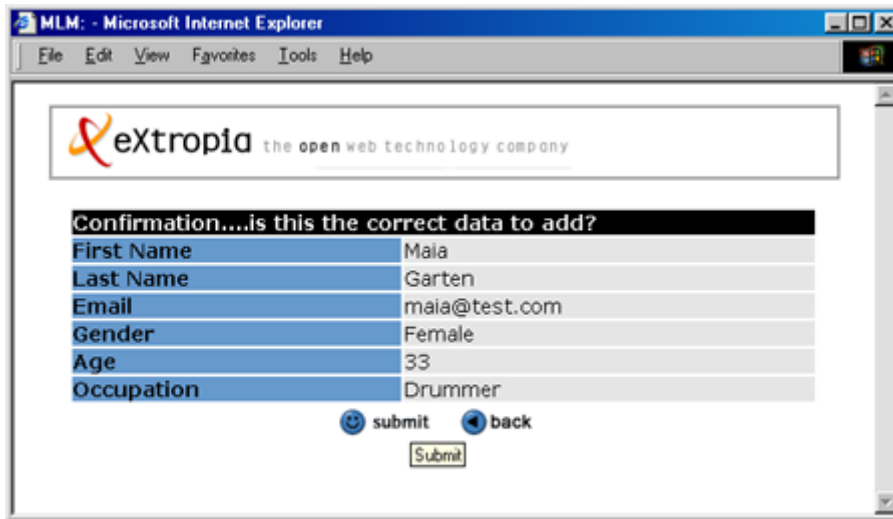 MLM: - Microsoft Internet Explorer
File Edit View Favorites Tools Help
eXtropia the open web technology company
Confirmation....is this the correct data to add?
First Name Maia
Last Name Garten
Email maia@test.com
Gender Female
Age 33
Occupation Drummer
submit back
Submit